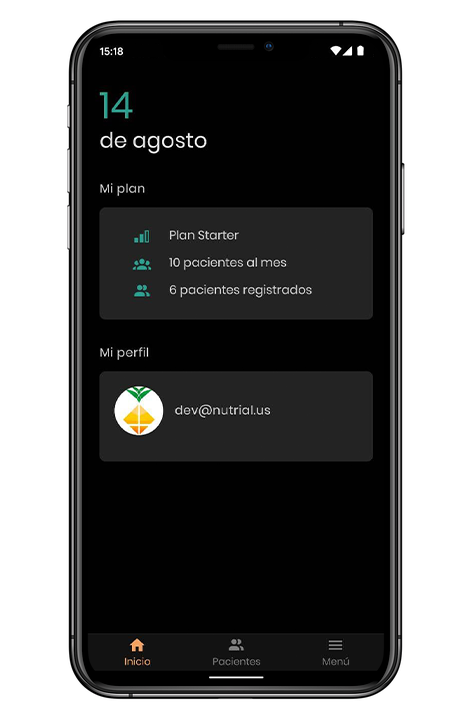 15:18
14
de agosto
Mi plan
Plan Starter
10 pacientes al mes
6 pacientes registrados
Mi perfil
dev@nutrial.us
Inicio
Pacientes
Menú